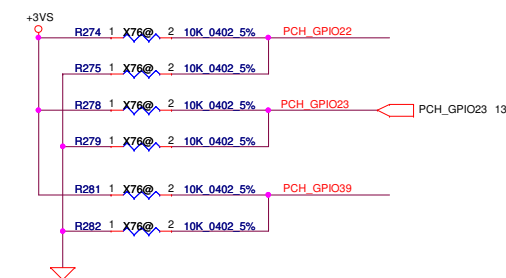 +3VS
R274 1 X76@ 2 10K_0402_5% PCH_GPIO22
R275 1 X76@ 2 10K_0402_5%
R278 1 X76@ 2 10K_0402_5% PCH_GPIO23 PCH_GPIO23 13
R279 1 X76@ 2 10K_0402_5%
R281 1 X76@ 2 10K_0402_5% PCH_GPIO39
R282 1 X76@ 2 10K_0402_5%